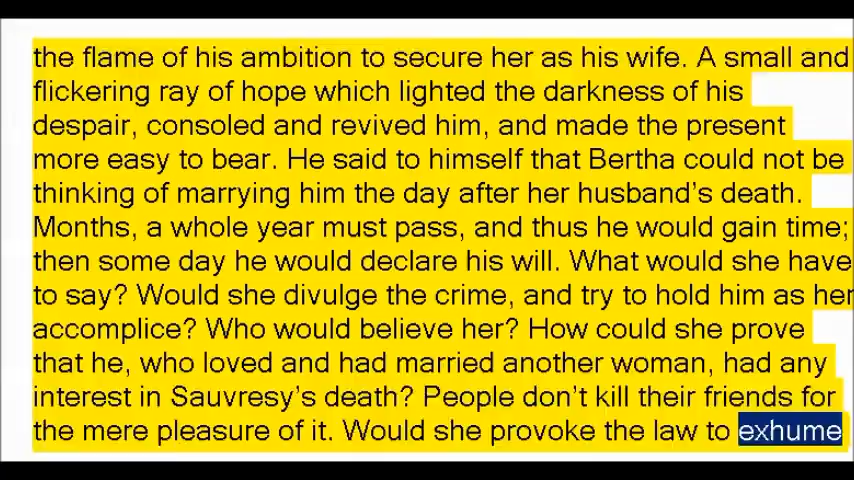 the flame of his ambition to secure her as his wife. A small and
flickering ray of hope which lighted the darkness of his
despair, consoled and revived him, and made the present
more easy to bear. He said to himself that Bertha could not be
thinking of marrying him the day after her husband's death.
Months, a whole year must pass, and thus he would gain time;
then some day he would declare his will. What would she have
to say? Would she divulge the crime, and try to hold him as her
accomplice? Who would believe her? How could she prove
that he, who loved and had married another woman, had any
interest in Sauvresy's death? People don't kill their friends for
the mere pleasure of it. Would she provoke the law to exhume